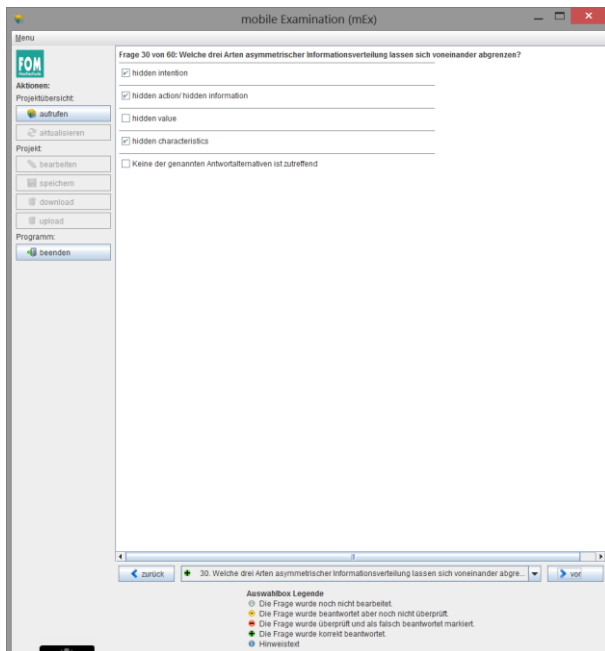 mobile Examination (mEx)
Menu
FOM
Hochschule
Aktionen:
Projektübersicht:
aufrufen
aktualisieren
Projekt:
bearbeiten
speichern
download
upload
Programm:
beenden
Frage 30 von 60: Welche drei Arten asymmetrischer Informationsverteilung lassen sich voneinander abgrenzen?
hidden intention
hidden action/ hidden information
hidden value
hidden characteristics
Keine der genannten Antwortalternativen ist zutreffend
zurück
30. Welche drei Arten asymmetrischer Informationsverteilung lassen sich voneinander abgre...
vor
Auswahlbox Legende
Die Frage wurde noch nicht bearbeitet.
Die Frage wurde beantwortet aber noch nicht überprüft.
Die Frage wurde überprüft und als falsch beantwortet markiert.
Die Frage wurde korrekt beantwortet.
Hinweistext